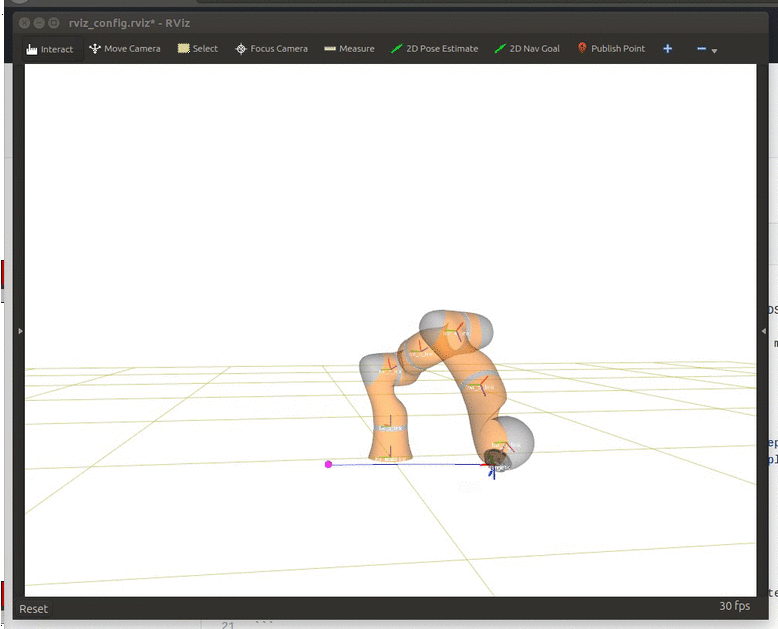 rviz_config.rviz* - RViz
Interact Move Camera Select Focus Camera Measure 2D Pose Estimate 2D Nav Goal Publish Point
Reset
30 fps
21 ```